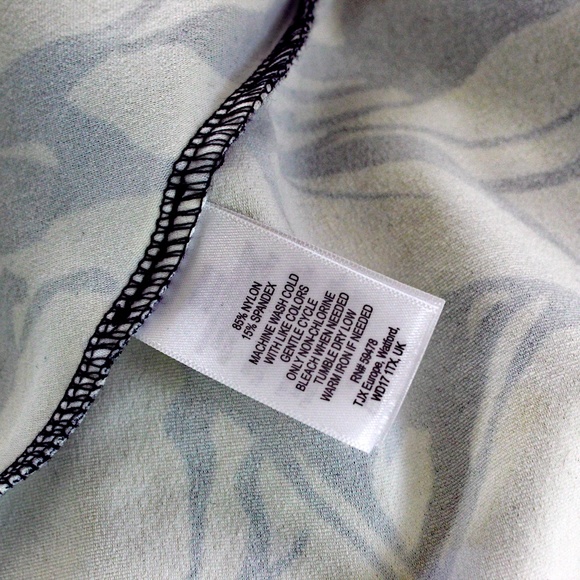 85% NYLON
15% SPANDEX
MACHINE WASH COLD
WITH LIKE COLORS
GENTLE CYCLE
ONLY NON-CHLORINE
BLEACH WHEN NEEDED
TUMBLE DRY LOW
WARM IRON IF NEEDED
RN# 59478
TJX Europe, Watford,
WD17 1TX, UK